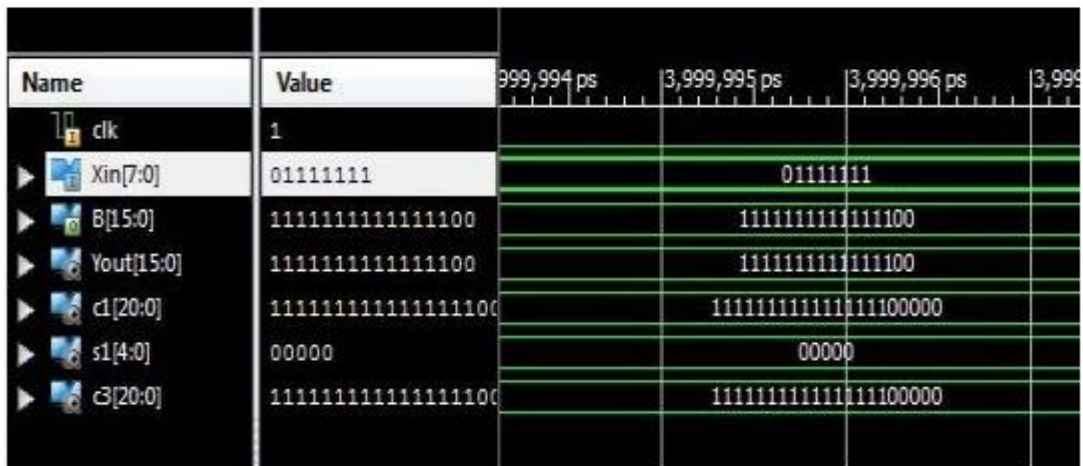 Name Value 999,994 ps 3,999,995 ps 3,999,996 ps 3,999
clk 1
Xin[7:0] 01111111 01111111
B[15:0] 1111111111111100 1111111111111100
Yout[15:0] 1111111111111100 1111111111111100
c1[20:0] 111111111111111100 111111111111111100000
s1[4:0] 00000 00000
c3[20:0] 111111111111111100 111111111111111100000